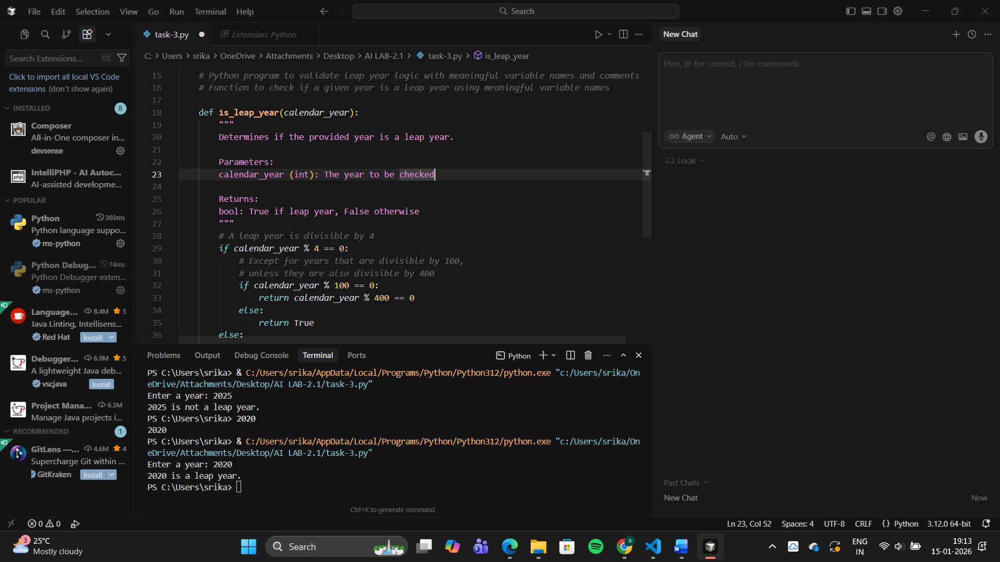 File Edit Selection View Go Run Terminal Help
Search
task-3.py
Extension: Python
New Chat
Search Extensions...
C: > Users > srika > OneDrive > Attachments > Desktop > AI LAB-2.1 > task-3.py > is_leap_year
Click to import all local VS Code
extensions (don't show again)
INSTALLED 8
Composer
All-in-One composer in...
devsense
IntelliPHP - AI Autoc...
AI-assisted developme...
POPULAR
Python 303ms
Python language suppo...
ms-python
Python Debug... 74ms
Python Debugger exten...
ms-python
Language... 8.4M 5
Java Linting, Intellisens...
Red Hat Install
Debugger... 6.9M 5
A lightweight Java deb...
vscjava Install
Project Mana... 6.3M
Manage Java projects i...
RECOMMENDED 1
GitLens —... 4.6M 4
Supercharge Git within ...
GitKraken Install
15 # Python program to validate leap year logic with meaningful variable names and comments
16 # Function to check if a given year is a leap year using meaningful variable names
17
18 def is_leap_year(calendar_year):
19 """
20 Determines if the provided year is a leap year.
21
22 Parameters:
23 calendar_year (int): The year to be checked
24
25 Returns:
26 bool: True if leap year, False otherwise
27 """
28 # A leap year is divisible by 4
29 if calendar_year % 4 == 0:
30 # Except for years that are divisible by 100,
31 # unless they are also divisible by 400
32 if calendar_year % 100 == 0:
33 return calendar_year % 400 == 0
34 else:
35 return True
36 else:
Problems Output Debug Console Terminal Ports
Python
PS C:\Users\srika> & C:/Users/srika/AppData/Local/Programs/Python/Python312/python.exe "c:/Users/srika/On
eDrive/Attachments/Desktop/AI LAB-2.1/task-3.py"
Enter a year: 2025
2025 is not a leap year.
PS C:\Users\srika> 2020
2020
PS C:\Users\srika> & C:/Users/srika/AppData/Local/Programs/Python/Python312/python.exe "c:/Users/srika/On
eDrive/Attachments/Desktop/AI LAB-2.1/task-3.py"
Enter a year: 2020
2020 is a leap year.
PS C:\Users\srika>
Ctrl+K to generate command
Plan, @ for context, / for commands
Agent Auto
Local
Past Chats
New Chat Now
0 0
Ln 23, Col 52 Spaces: 4 UTF-8 CRLF {} Python 3.12.0 64-bit
3
25°C
Mostly cloudy
Search
ENG
IN
19:13
15-01-2026